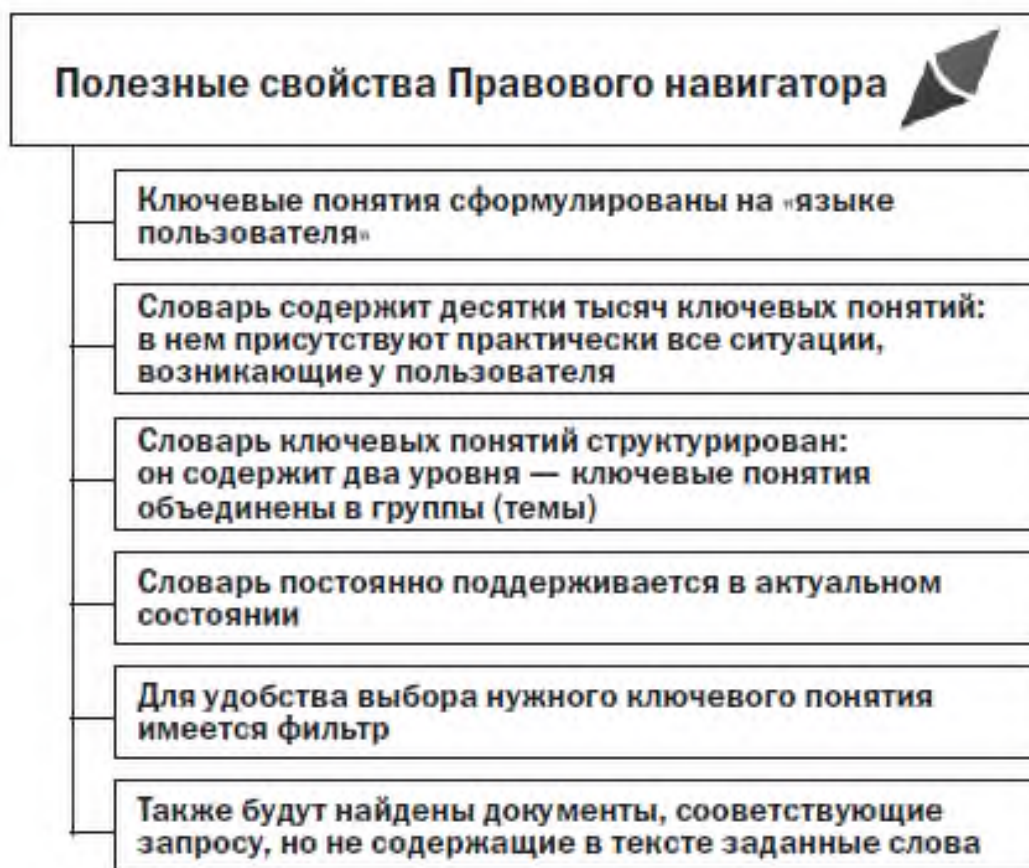 Полезные свойства Правового навигатора
Ключевые понятия сформулированы на «языке
пользователя»
Словарь содержит десятки тысяч ключевых понятий:
в нем присутствуют практически все ситуации,
возникающие у пользователя
Словарь ключевых понятий структурирован:
он содержит два уровня — ключевые понятия
объединены в группы (темы)
Словарь постоянно поддерживается в актуальном
состоянии
Для удобства выбора нужного ключевого понятия
имеется фильтр
Также будут найдены документы, сооветствующие
запросу, но не содержащие в тексте заданные слова